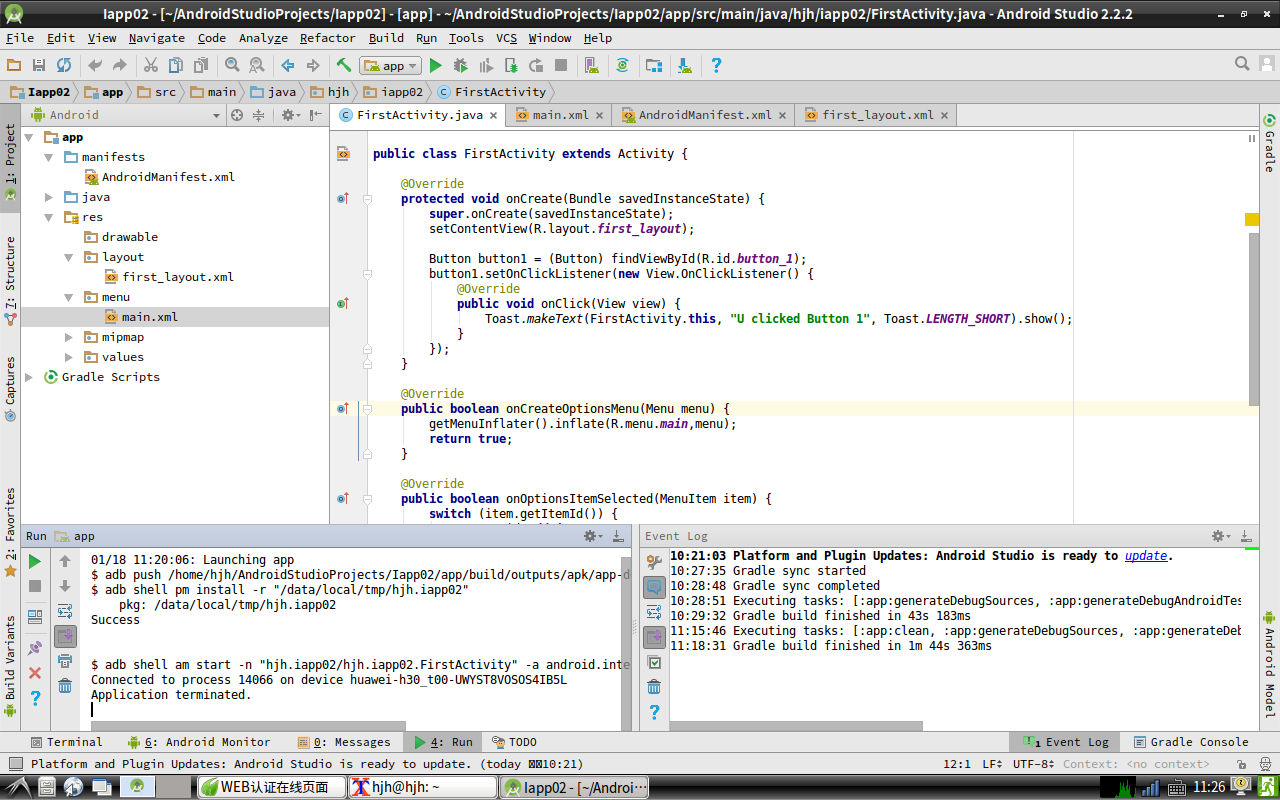 Iapp02 - [~/AndroidStudioProjects/Iapp02] - [app] - ~/AndroidStudioProjects/Iapp02/app/src/main/java/hjh/iapp02/FirstActivity.java - Android Studio 2.2.2
File Edit View Navigate Code Analyze Refactor Build Run Tools VCS Window Help
app
Iapp02 app src main java hjh iapp02 FirstActivity
1: Project
7: Structure
Captures
2: Favorites
Build Variants
Android
app
manifests
AndroidManifest.xml
java
res
drawable
layout
first_layout.xml
menu
main.xml
mipmap
values
Gradle Scripts
FirstActivity.java main.xml AndroidManifest.xml first_layout.xml
public class FirstActivity extends Activity {
@Override
protected void onCreate(Bundle savedInstanceState) {
super.onCreate(savedInstanceState);
setContentView(R.layout.first_layout);
Button button1 = (Button) findViewById(R.id.button_1);
button1.setOnClickListener(new View.OnClickListener() {
@Override
public void onClick(View view) {
Toast.makeText(FirstActivity.this, "U clicked Button 1", Toast.LENGTH_SHORT).show();
}
});
}
@Override
public boolean onCreateOptionsMenu(Menu menu) {
getMenuInflater().inflate(R.menu.main,menu);
return true;
}
@Override
public boolean onOptionsItemSelected(MenuItem item) {
switch (item.getItemId()) {
Gradle
Android Model
Run app
01/18 11:20:06: Launching app
$ adb push /home/hjh/AndroidStudioProjects/Iapp02/app/build/outputs/apk/app-d
$ adb shell pm install -r "/data/local/tmp/hjh.iapp02"
pkg: /data/local/tmp/hjh.iapp02
Success
$ adb shell am start -n "hjh.iapp02/hjh.iapp02.FirstActivity" -a android.inte
Connected to process 14066 on device huawei-h30_t00-UWYST8VOSOS4IB5L
Application terminated.
Event Log
10:21:03 Platform and Plugin Updates: Android Studio is ready to update.
10:27:35 Gradle sync started
10:28:48 Gradle sync completed
10:28:51 Executing tasks: [:app:generateDebugSources, :app:generateDebugAndroidTes
10:29:32 Gradle build finished in 43s 183ms
11:15:46 Executing tasks: [:app:clean, :app:generateDebugSources, :app:generateDeb
11:18:31 Gradle build finished in 1m 44s 363ms
Terminal 6: Android Monitor 0: Messages 4: Run TODO 1 Event Log Gradle Console
Platform and Plugin Updates: Android Studio is ready to update. (today 10:21) 12:1 LF UTF-8 Context: <no context>
WEB认证在线页面 hjh@hjh: ~ Iapp02 - [~/Androi··· 11:26